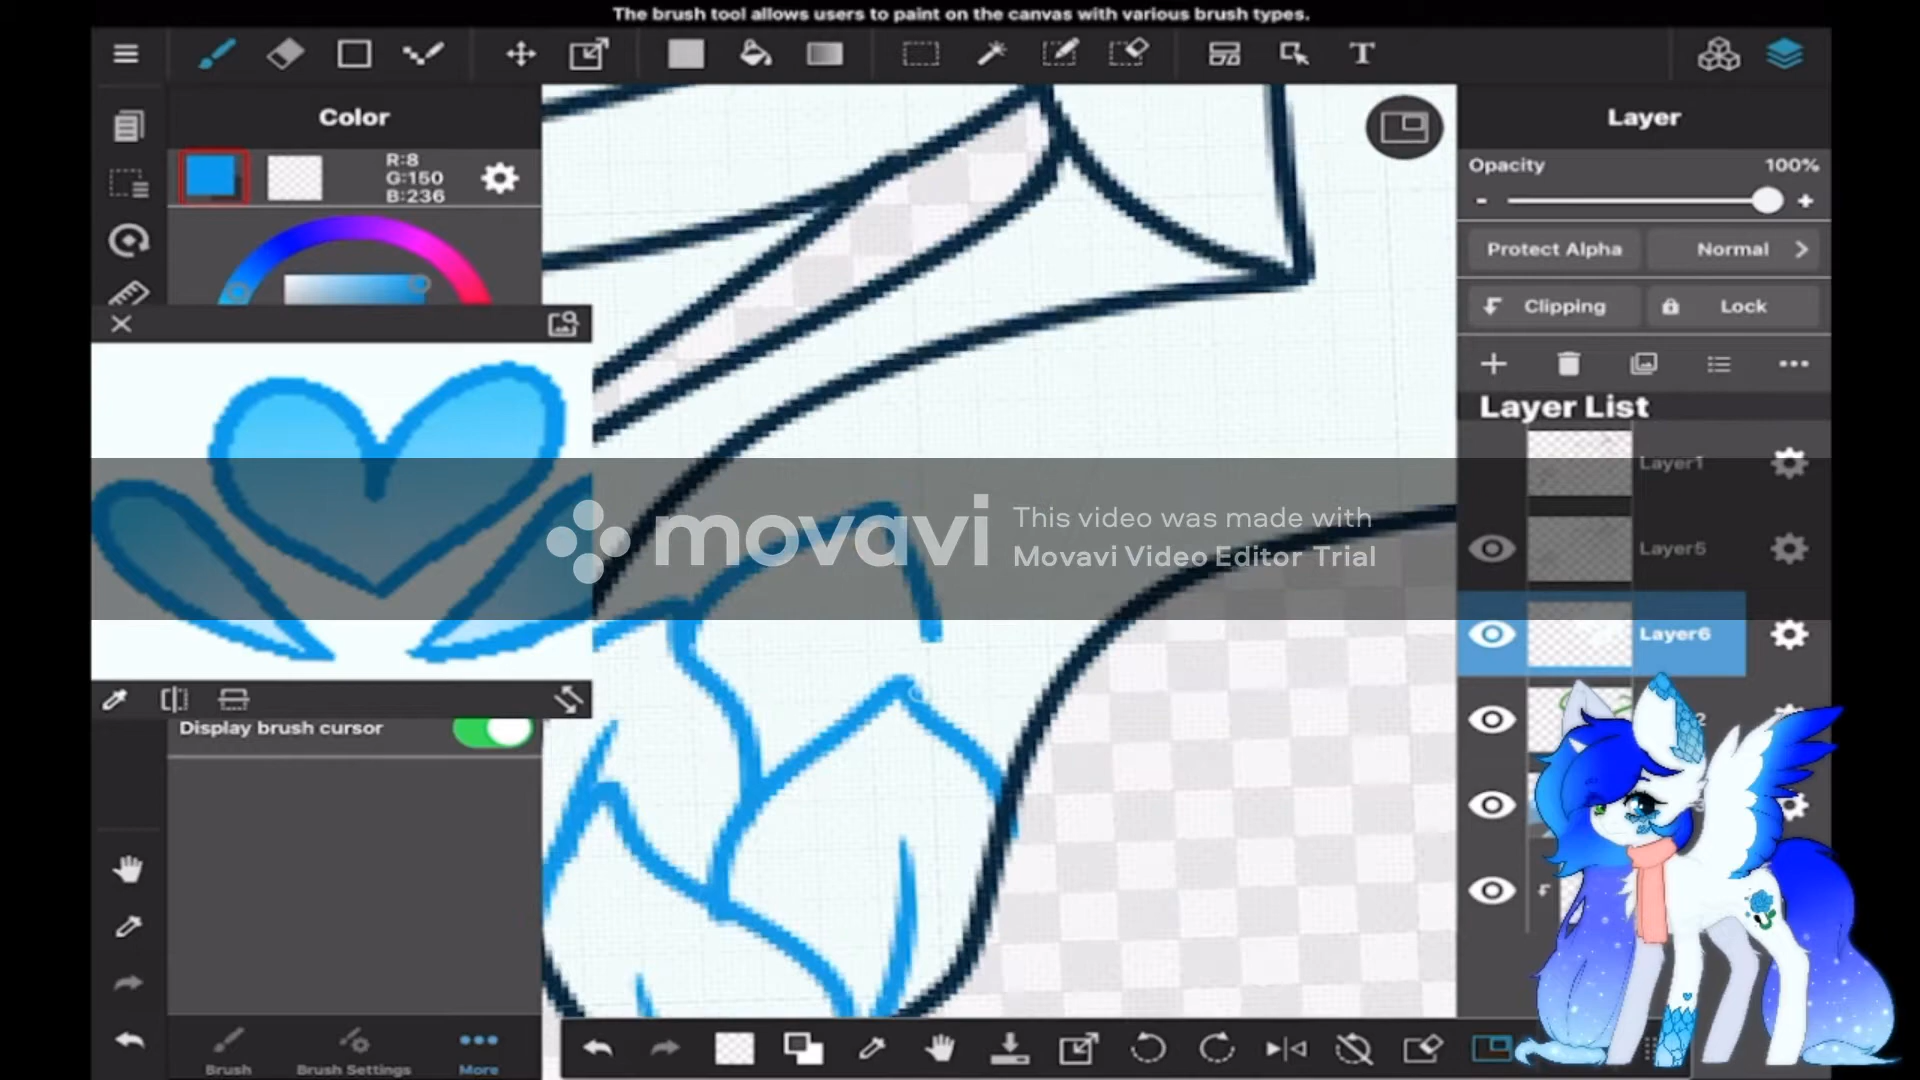 The brush tool allows users to paint on the canvas with various brush types.
T
Color
Layer
R:8
G:150
B:236
Opacity
100%
-
+
Protect Alpha
Normal
Clipping
Lock
Layer List
Layer1
Layer5
Layer6
2
movavi
This video was made with
Movavi Video Editor Trial
Display brush cursor
Brush
Brush Settings
More